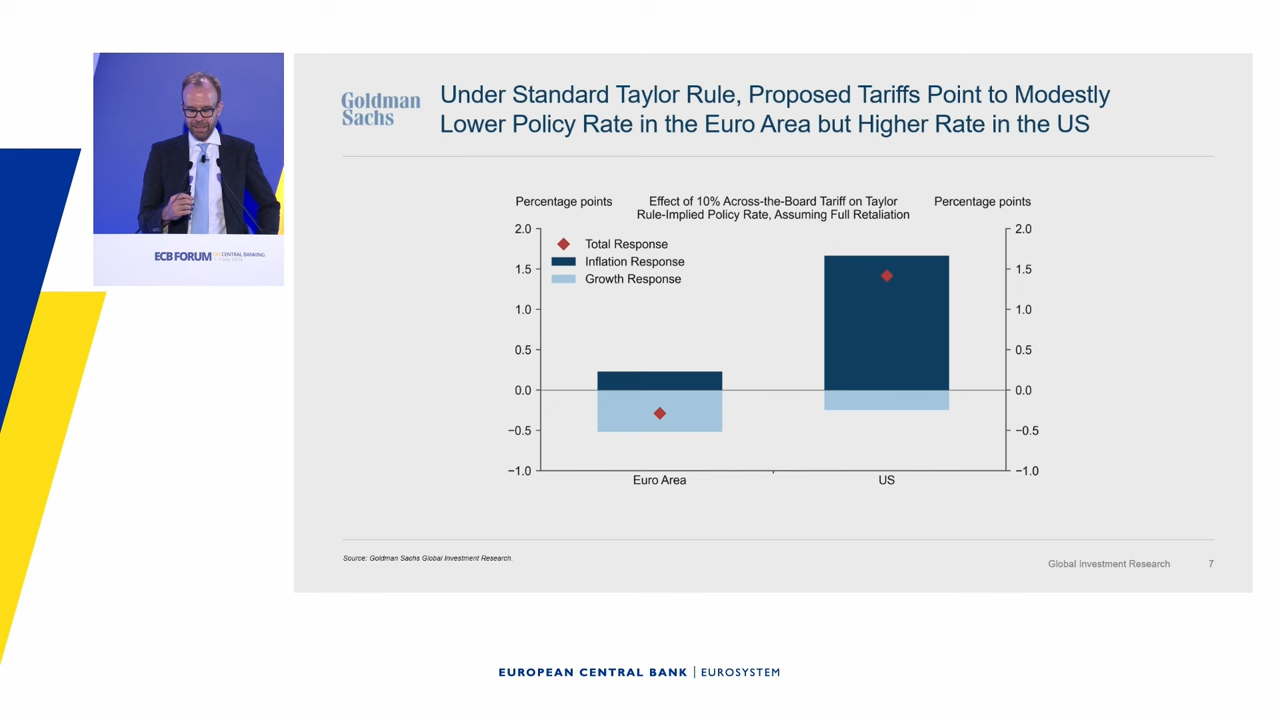 Goldman
Sachs
Under Standard Taylor Rule, Proposed Tariffs Point to Modestly
Lower Policy Rate in the Euro Area but Higher Rate in the US
Percentage points
Effect of 10% Across-the-Board Tariff on Taylor
Rule-Implied Policy Rate, Assuming Full Retaliation
Percentage points
2.0
1.5
1.0
0.5
0.0
−0.5
−1.0
Total Response
Inflation Response
Growth Response
2.0
1.5
1.0
0.5
0.0
−0.5
−1.0
Euro Area
US
Source: Goldman Sachs Global Investment Research.
Global Investment Research 7
ECB FORUM ON CENTRAL BANKING
EUROPEAN CENTRAL BANK | EUROSYSTEM